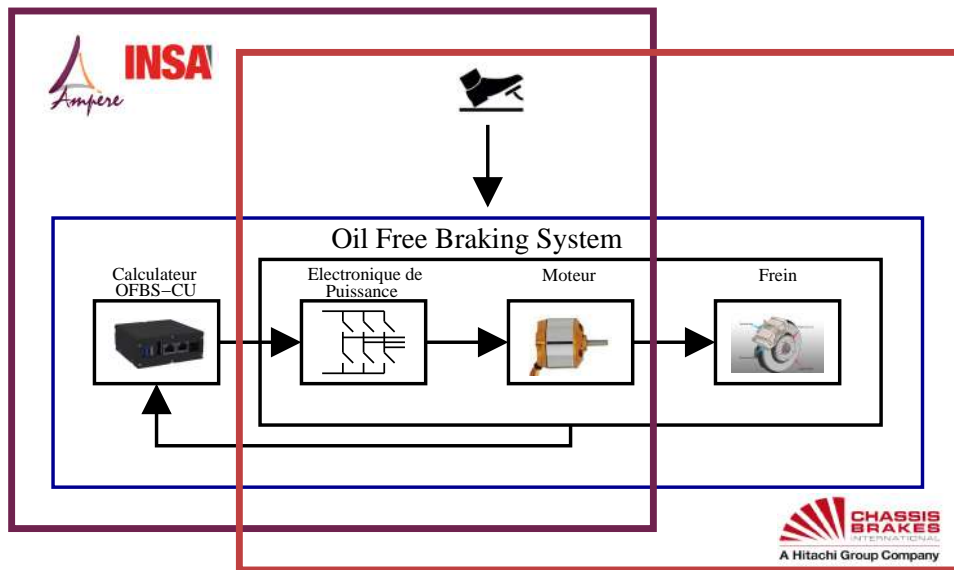 Ampère
INSA
Oil Free Braking System
Calculateur
OFBS−CU
Electronique de
Puissance
Moteur
Frein
CHASSIS
BRAKES
INTERNATIONAL
A Hitachi Group Company